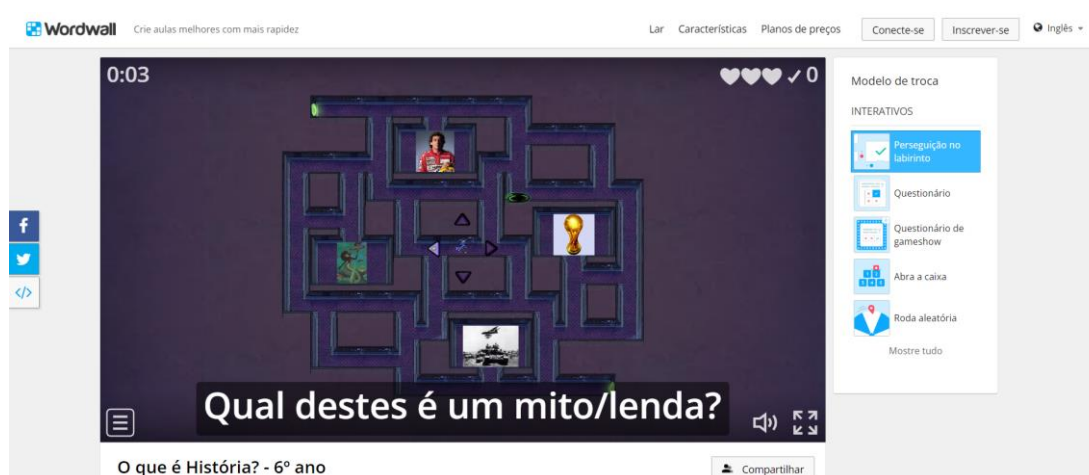 Wordwall Crie aulas melhores com mais rapidez Lar Características Planos de preços Conecte-se Inscrever-se Inglês
0:03 0
Modelo de troca
INTERATIVOS
Perseguição no
labirinto
Questionário
Questionário de
gameshow
Abra a caixa
Roda aleatória
Mostre tudo
Qual destes é um mito/lenda?
O que é História? - 6º ano Compartilhar